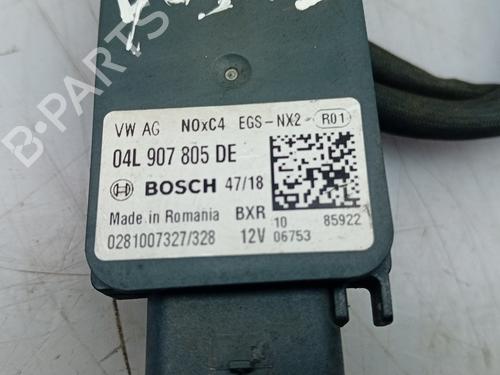 VW AG NOxC4 EGS-NX2 R01
04L 907 805 DE
BOSCH 47/18
Made in Romania BXR 10 85922
0281007327/328 12V 06753
B-PARTS